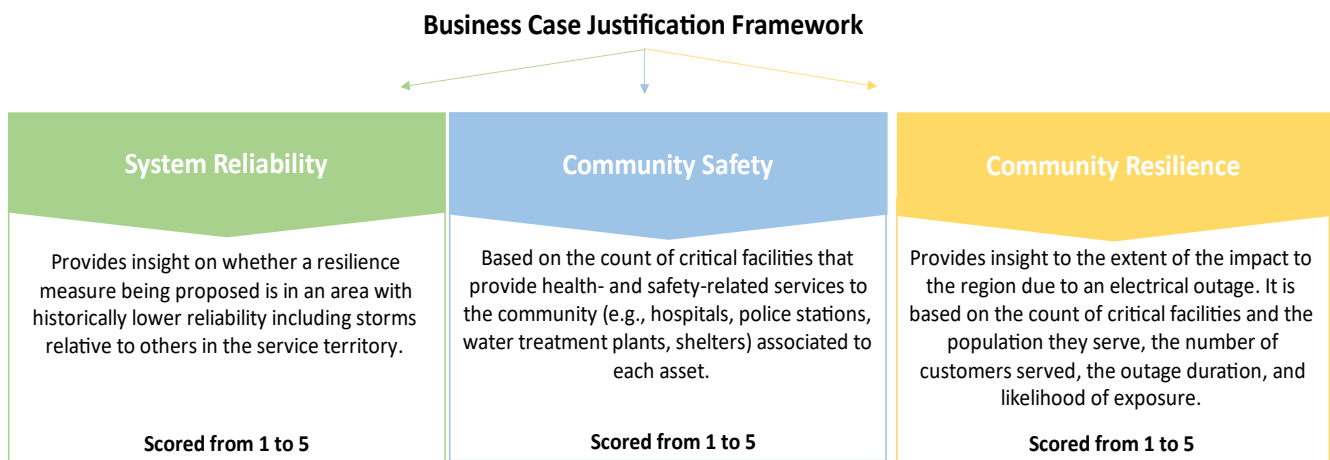 Business Case Justification Framework
System Reliability
Provides insight on whether a resilience
measure being proposed is in an area with
historically lower reliability including storms
relative to others in the service territory.
Scored from 1 to 5
Community Safety
Based on the count of critical facilities that
provide health- and safety-related services to
the community (e.g., hospitals, police stations,
water treatment plants, shelters) associated to
each asset.
Scored from 1 to 5
Community Resilience
Provides insight to the extent of the impact to
the region due to an electrical outage. It is
based on the count of critical facilities and the
population they serve, the number of
customers served, the outage duration, and
likelihood of exposure.
Scored from 1 to 5